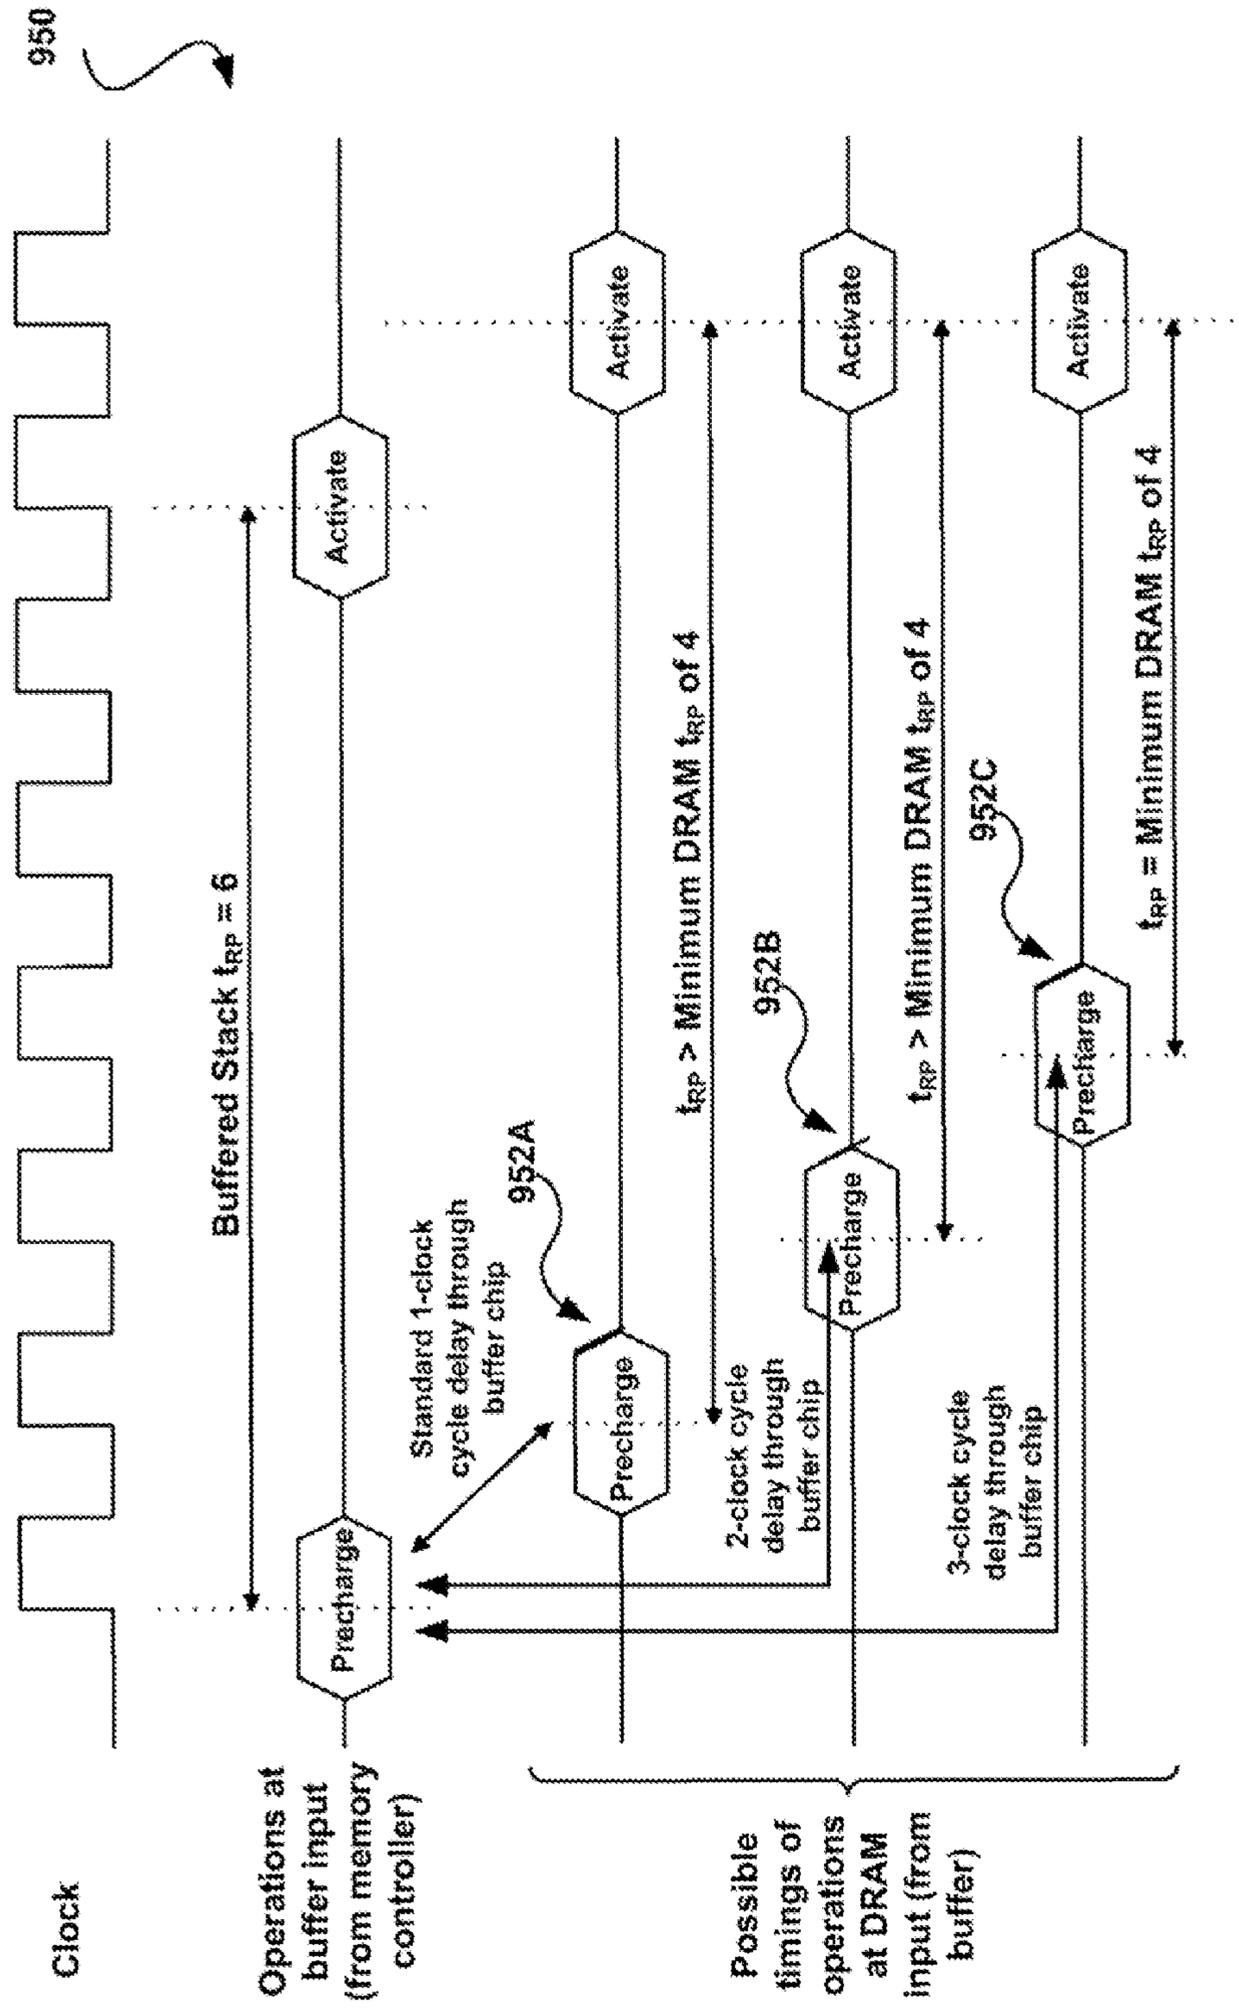 950
Clock
Buffered Stack tRP = 6
Operations at
buffer input
(from memory
controller)
Precharge
Activate
Standard 1-clock
cycle delay through
buffer chip
952A
Precharge
Activate
tRP > Minimum DRAM tRP of 4
Possible
timings of
operations
at DRAM
input (from
buffer)
2-clock cycle
delay through
buffer chip
952B
Precharge
Activate
tRP > Minimum DRAM tRP of 4
3-clock cycle
delay through
buffer chip
952C
Precharge
Activate
tRP = Minimum DRAM tRP of 4